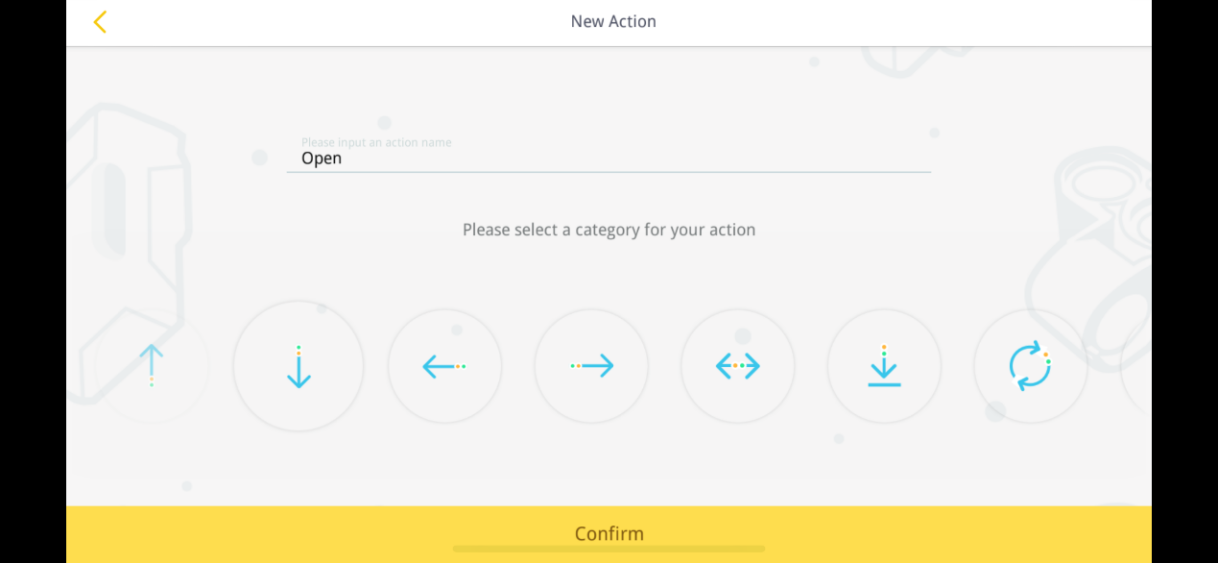 New Action
Please input an action name
Open
Please select a category for your action
Confirm